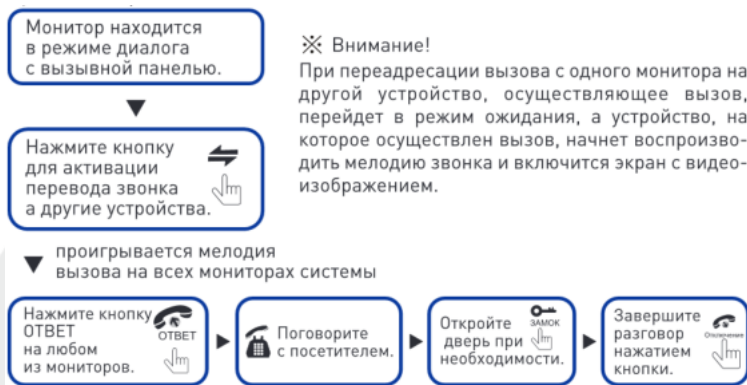 Монитор находится
в режиме диалога
с вызывной панелью.
※ Внимание!
При переадресации вызова с одного монитора на
другой устройство, осуществляющее вызов,
перейдет в режим ожидания, а устройство, на
которое осуществлен вызов, начнет воспроизво-
дить мелодию звонка и включится экран с видео-
изображением.
Нажмите кнопку
для активации
перевода звонка
а другие устройства.
проигрывается мелодия
вызова на всех мониторах системы
Нажмите кнопку
ОТВЕТ
на любом
из мониторов.
ОТВЕТ
Поговорите
с посетителем.
Откройте
дверь при
необходимости.
ЗАМОК
Завершите
разговор
нажатием
кнопки.
Отключение